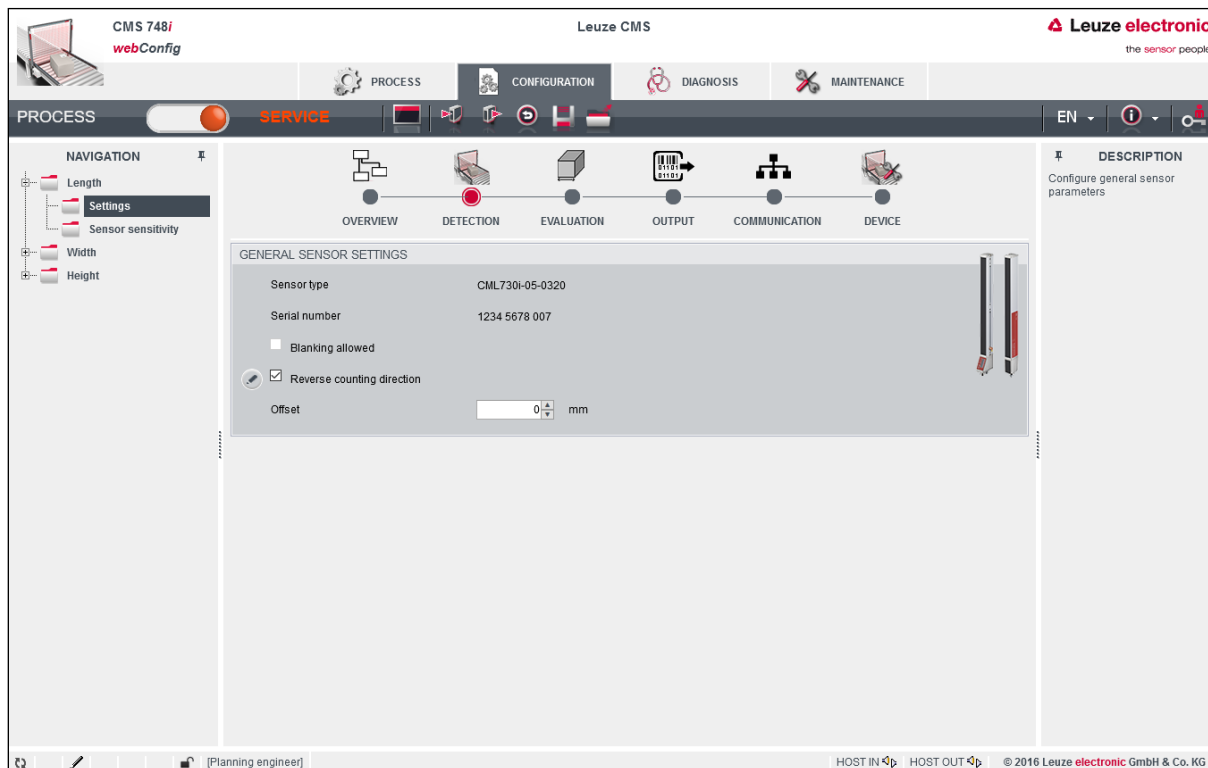 CMS 748i
webConfig
Leuze CMS
Leuze electronic
the sensor people
PROCESS
CONFIGURATION
DIAGNOSIS
MAINTENANCE
PROCESS
SERVICE
EN
NAVIGATION
Length
Settings
Sensor sensitivity
Width
Height
OVERVIEW
DETECTION
EVALUATION
OUTPUT
COMMUNICATION
DEVICE
GENERAL SENSOR SETTINGS
Sensor type CML730i-05-0320
Serial number 1234 5678 007
Blanking allowed
Reverse counting direction
Offset 0 mm
DESCRIPTION
Configure general sensor
parameters
[Planning engineer]
HOST IN
HOST OUT
© 2016 Leuze electronic GmbH & Co. KG